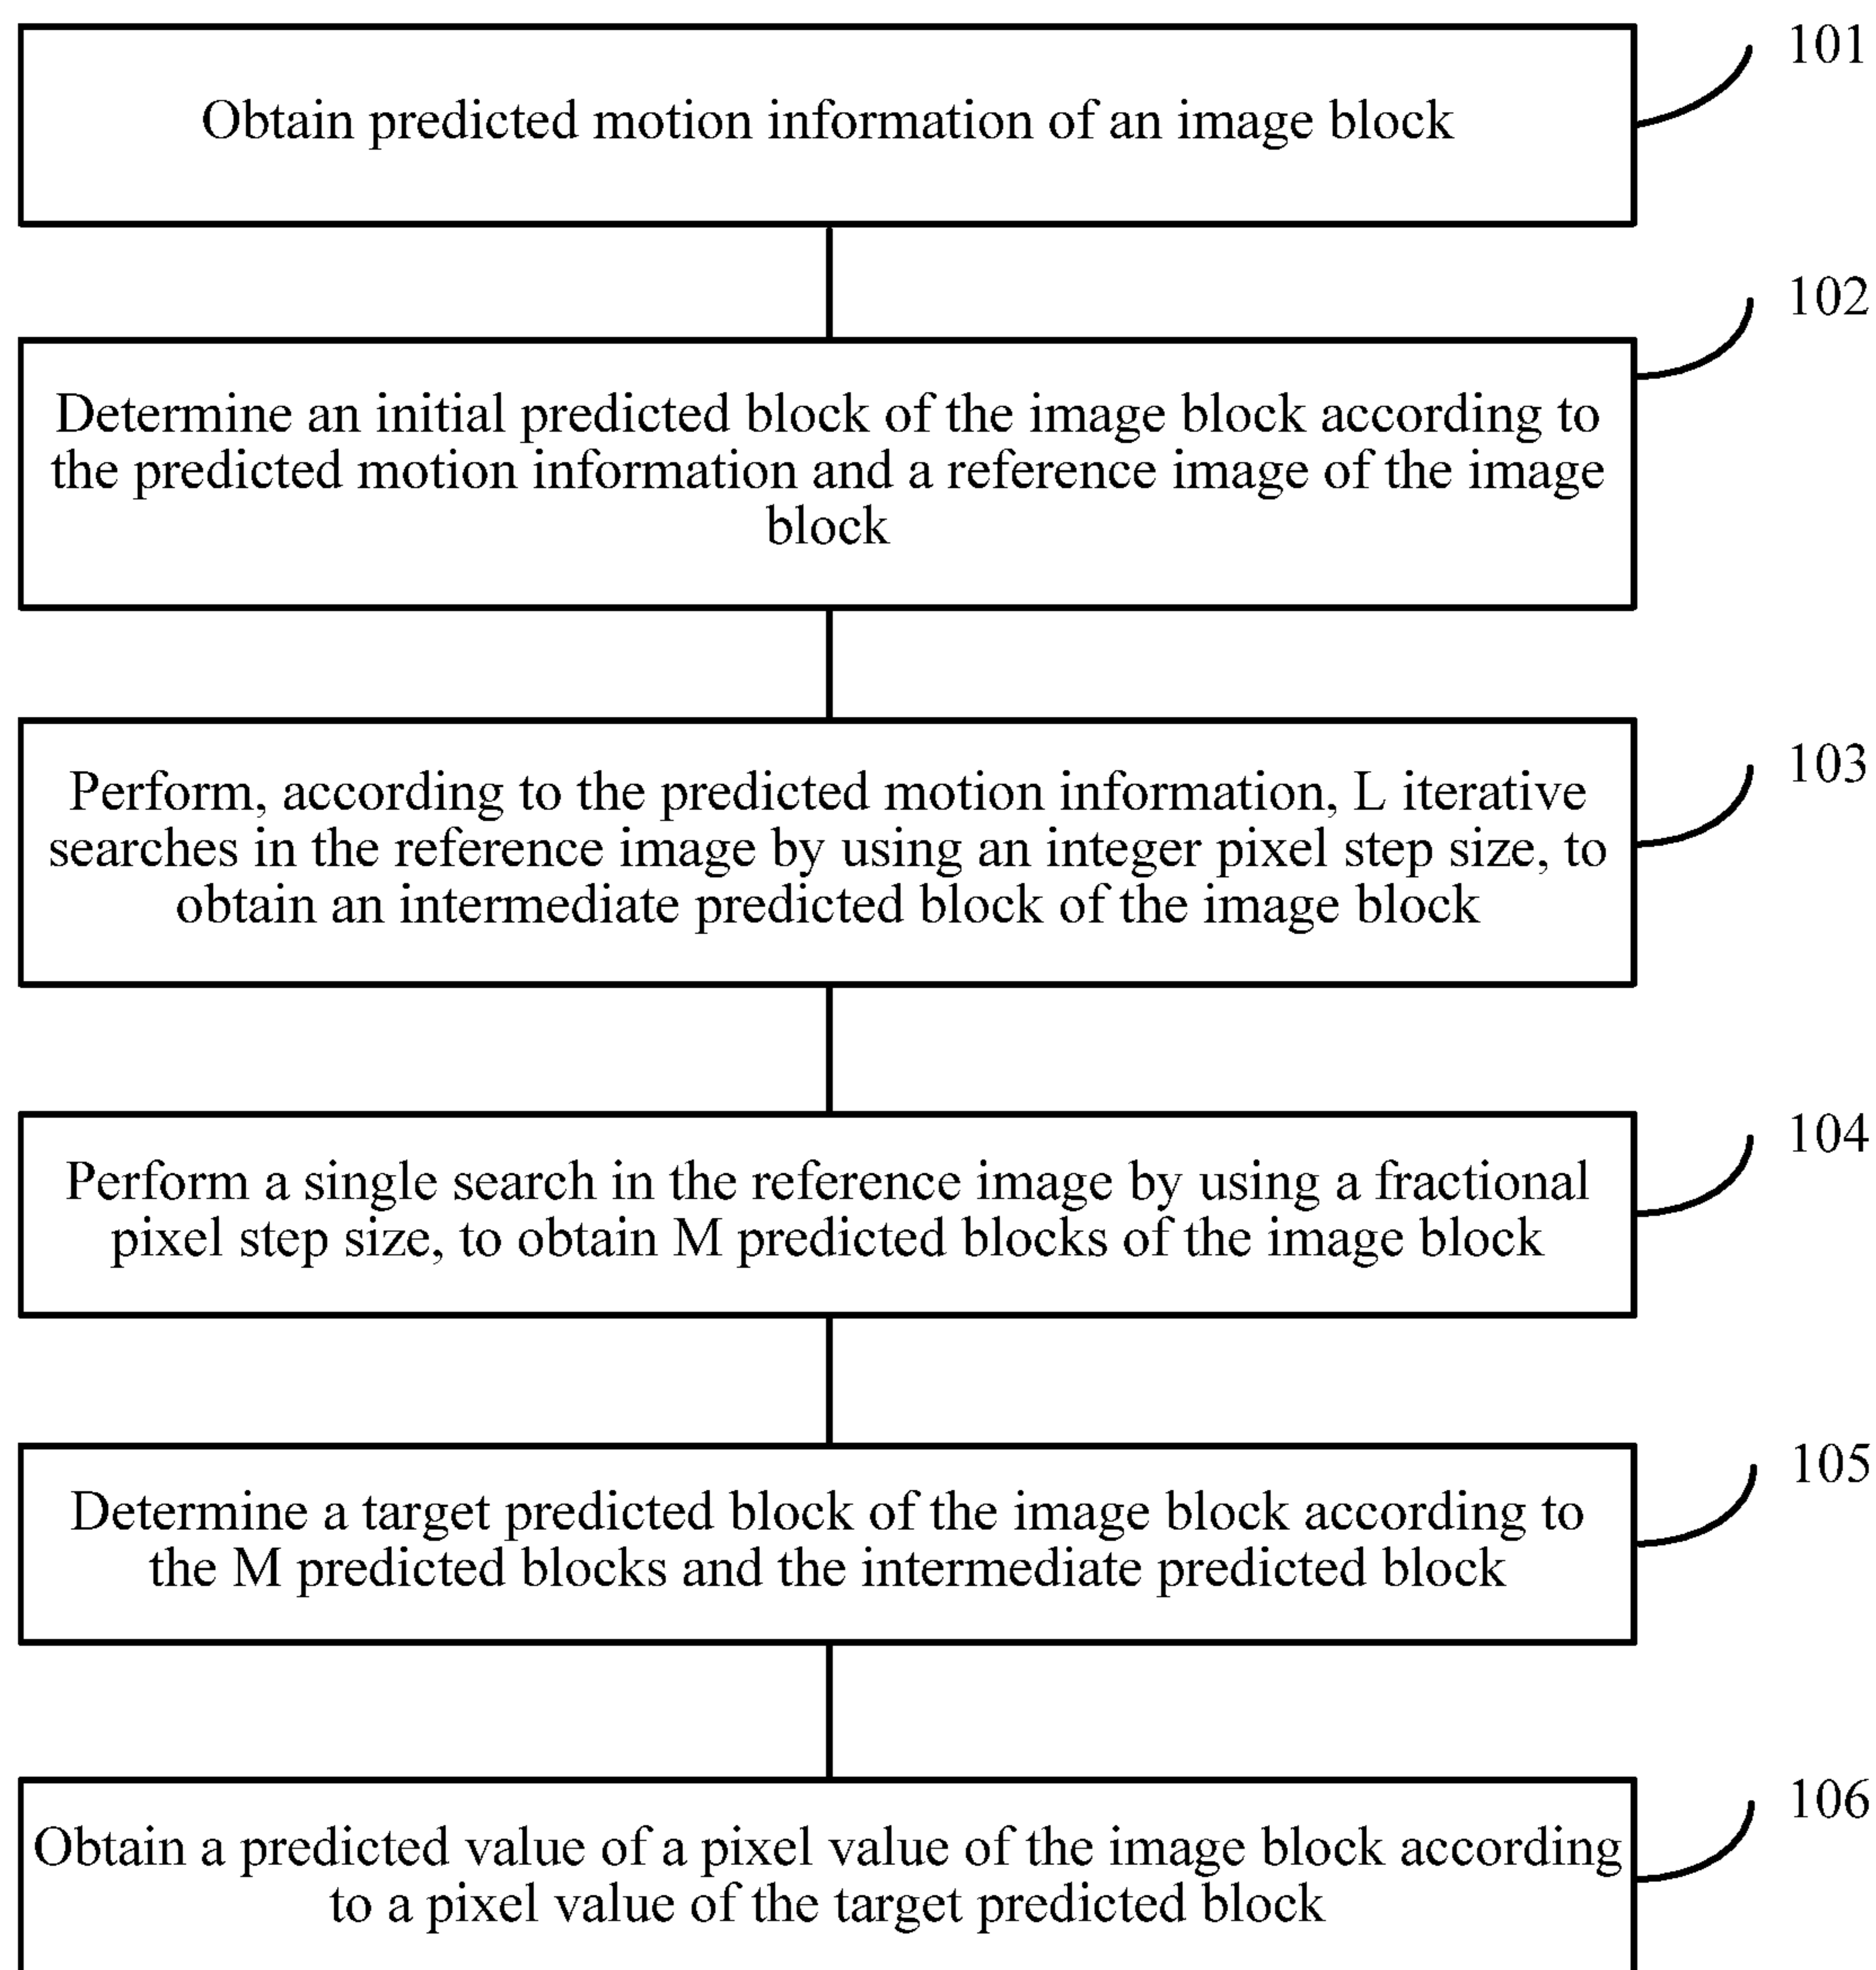 101
Obtain predicted motion information of an image block
102
Determine an initial predicted block of the image block according to
the predicted motion information and a reference image of the image
block
103
Perform, according to the predicted motion information, L iterative
searches in the reference image by using an integer pixel step size, to
obtain an intermediate predicted block of the image block
104
Perform a single search in the reference image by using a fractional
pixel step size, to obtain M predicted blocks of the image block
105
Determine a target predicted block of the image block according to
the M predicted blocks and the intermediate predicted block
106
Obtain a predicted value of a pixel value of the image block according
to a pixel value of the target predicted block